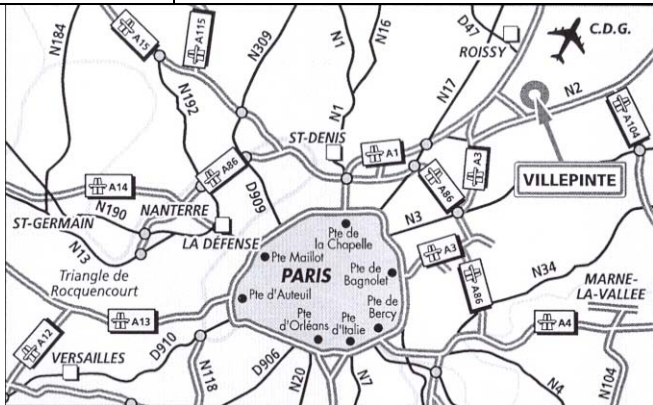 N184
A15
A115
N309
N1
N16
D47
ROISSY
C.D.G.
N192
N17
N2
N1
ST-DENIS
A104
A86
A1
A3
A86
VILLEPINTE
A14
N190
NANTERRE
D909
N3
ST-GERMAIN
LA DÉFENSE
Pte de
la Chapelle
N13
Pte Maillot
A3
N34
Triangle de
Rocquencourt
PARIS
Pte de
Bagnolet
A86
MARNE-
LA-VALLEE
Pte d'Auteuil
Pte de
Bercy
A13
Pte
d'Orléans
Pte
d'Italie
A4
A12
D910
VERSAILLES
N118
D906
N20
N7
N4
N104